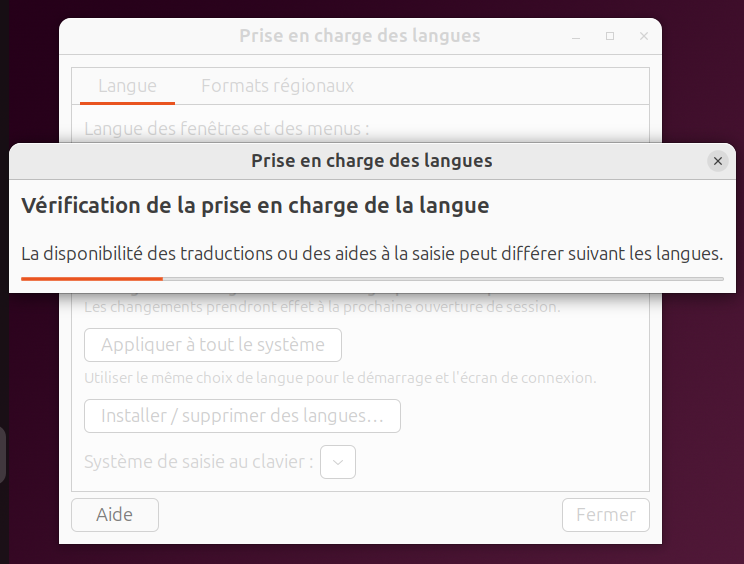 Prise en charge des langues
Langue
Formats régionaux
Langue des fenêtres et des menus :
Prise en charge des langues
Vérification de la prise en charge de la langue
La disponibilité des traductions ou des aides à la saisie peut différer suivant les langues.
Les changements prendront effet à la prochaine ouverture de session.
Appliquer à tout le système
Utiliser le même choix de langue pour le démarrage et l'écran de connexion.
Installer / supprimer des langues…
Système de saisie au clavier :
Aide
Fermer